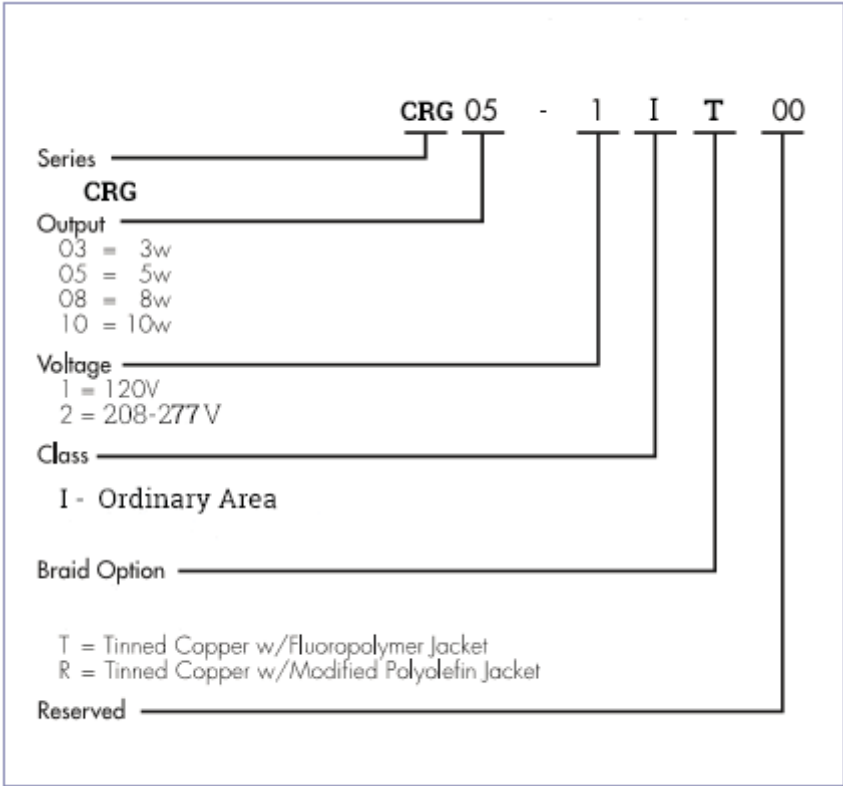 CRG 05 - 1 I T 00
Series
CRG
Output
03 = 3w
05 = 5w
08 = 8w
10 = 10w
Voltage
1 = 120V
2 = 208-277 V
Class
I - Ordinary Area
Braid Option
T = Tinned Copper w/Fluoropolymer Jacket
R = Tinned Copper w/Modified Polyolefin Jacket
Reserved